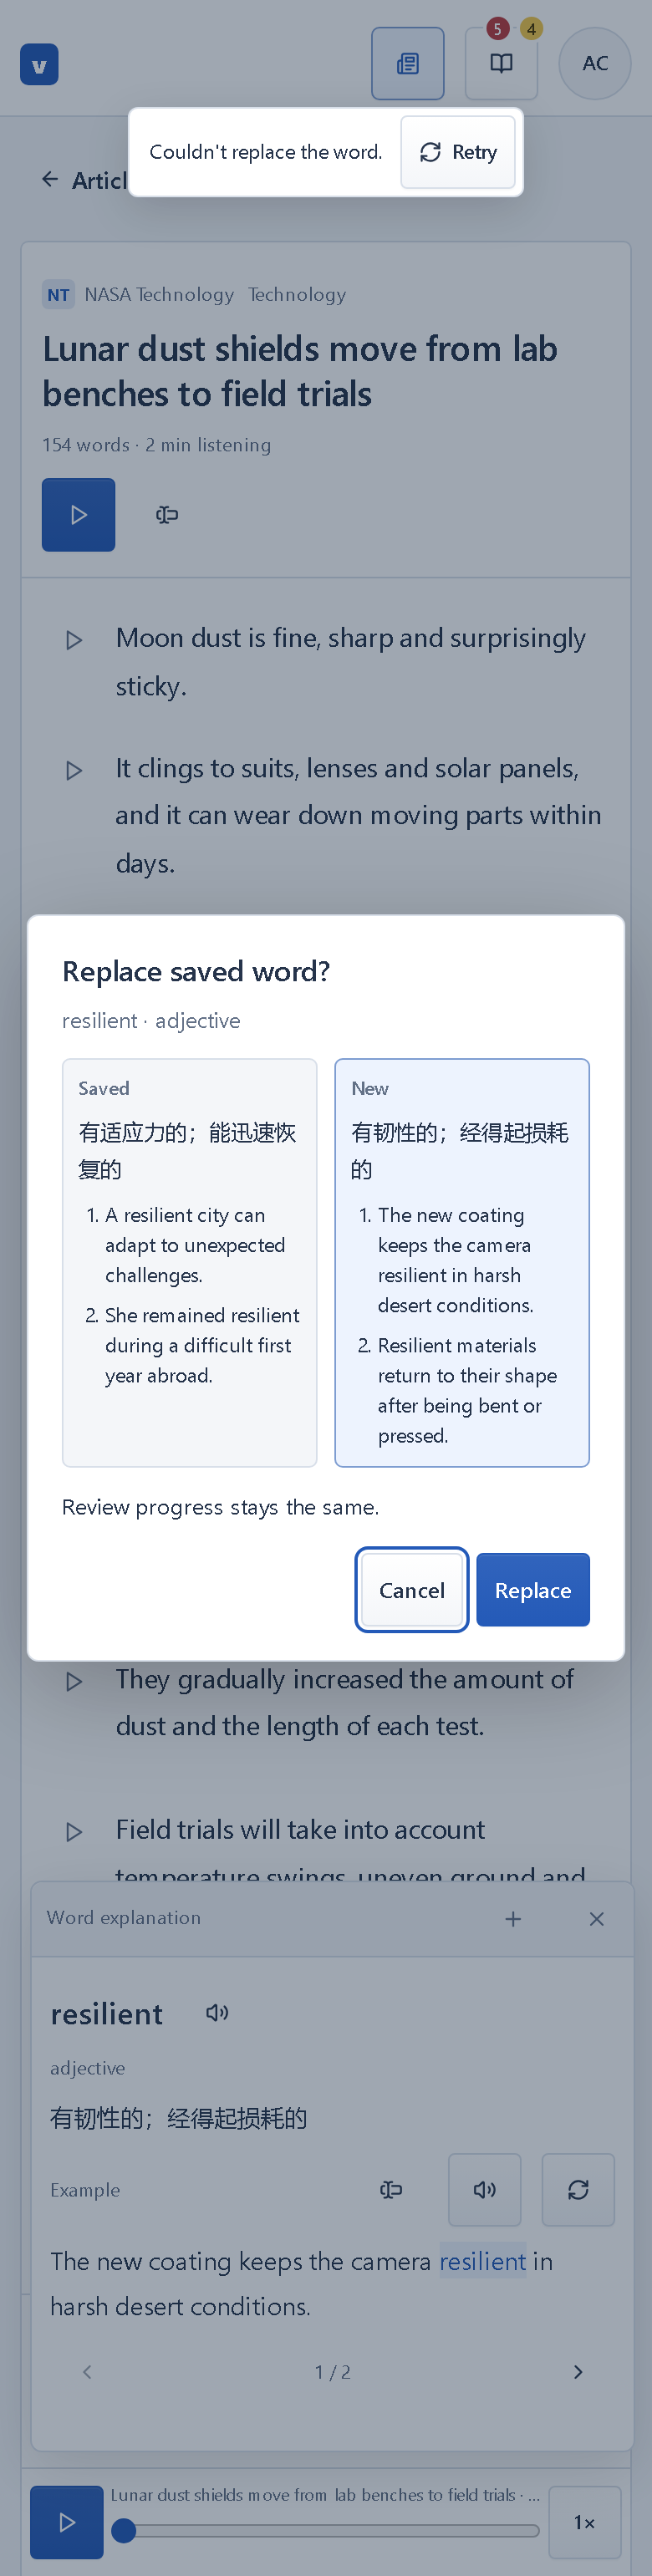 v
5
4
AC
Couldn't replace the word.
Retry
NT
NASA Technology Technology
Lunar dust shields move from lab
benches to field trials
154 words · 2 min listening
Moon dust is fine, sharp and surprisingly
sticky.
It clings to suits, lenses and solar panels,
and it can wear down moving parts within
days.
Replace saved word?
resilient · adjective
Saved
有适应力的；能迅速恢
复的
1. A resilient city can
adapt to unexpected
challenges.
2. She remained resilient
during a difficult first
year abroad.
New
有韧性的；经得起损耗
的
1. The new coating
keeps the camera
resilient in harsh
desert conditions.
2. Resilient materials
return to their shape
after being bent or
pressed.
Review progress stays the same.
Cancel
Replace
They gradually increased the amount of
dust and the length of each test.
Field trials will take into account
temperature swings, uneven ground and
Word explanation
resilient
adjective
有韧性的；经得起损耗的
Example
The new coating keeps the camera resilient in
harsh desert conditions.
1 / 2
Lunar dust shields move from lab benches to field trials · ...
1×